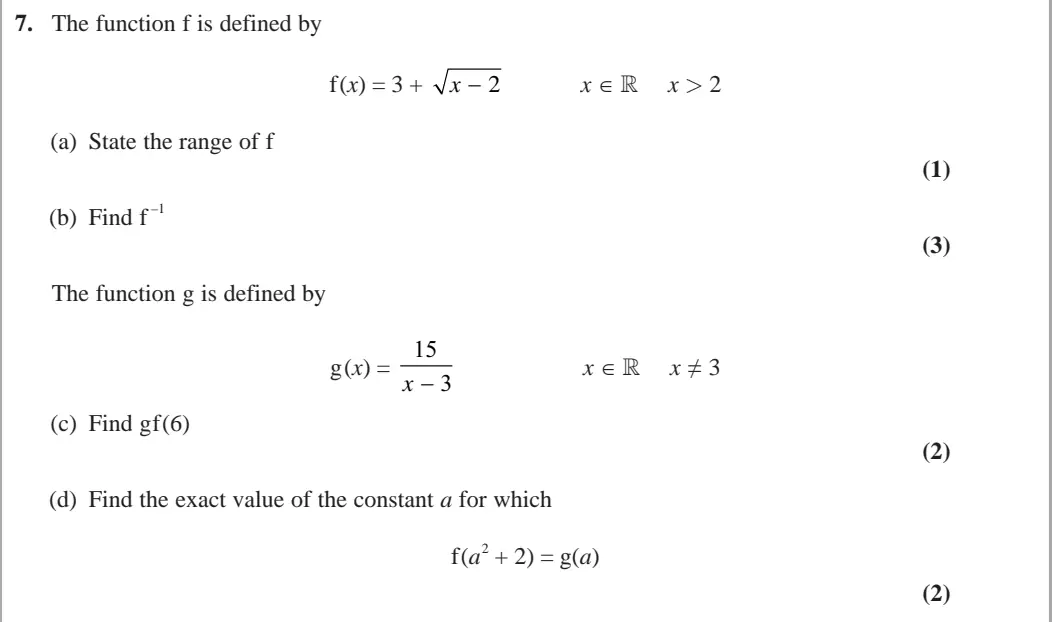 7. The function f is defined by
f(x) = 3 + √(x − 2) x ∈ ℝ x > 2
(a) State the range of f
(1)
(b) Find f⁻¹
(3)
The function g is defined by
g(x) = 15/(x − 3) x ∈ ℝ x ≠ 3
(c) Find gf(6)
(2)
(d) Find the exact value of the constant a for which
f(a² + 2) = g(a)
(2)